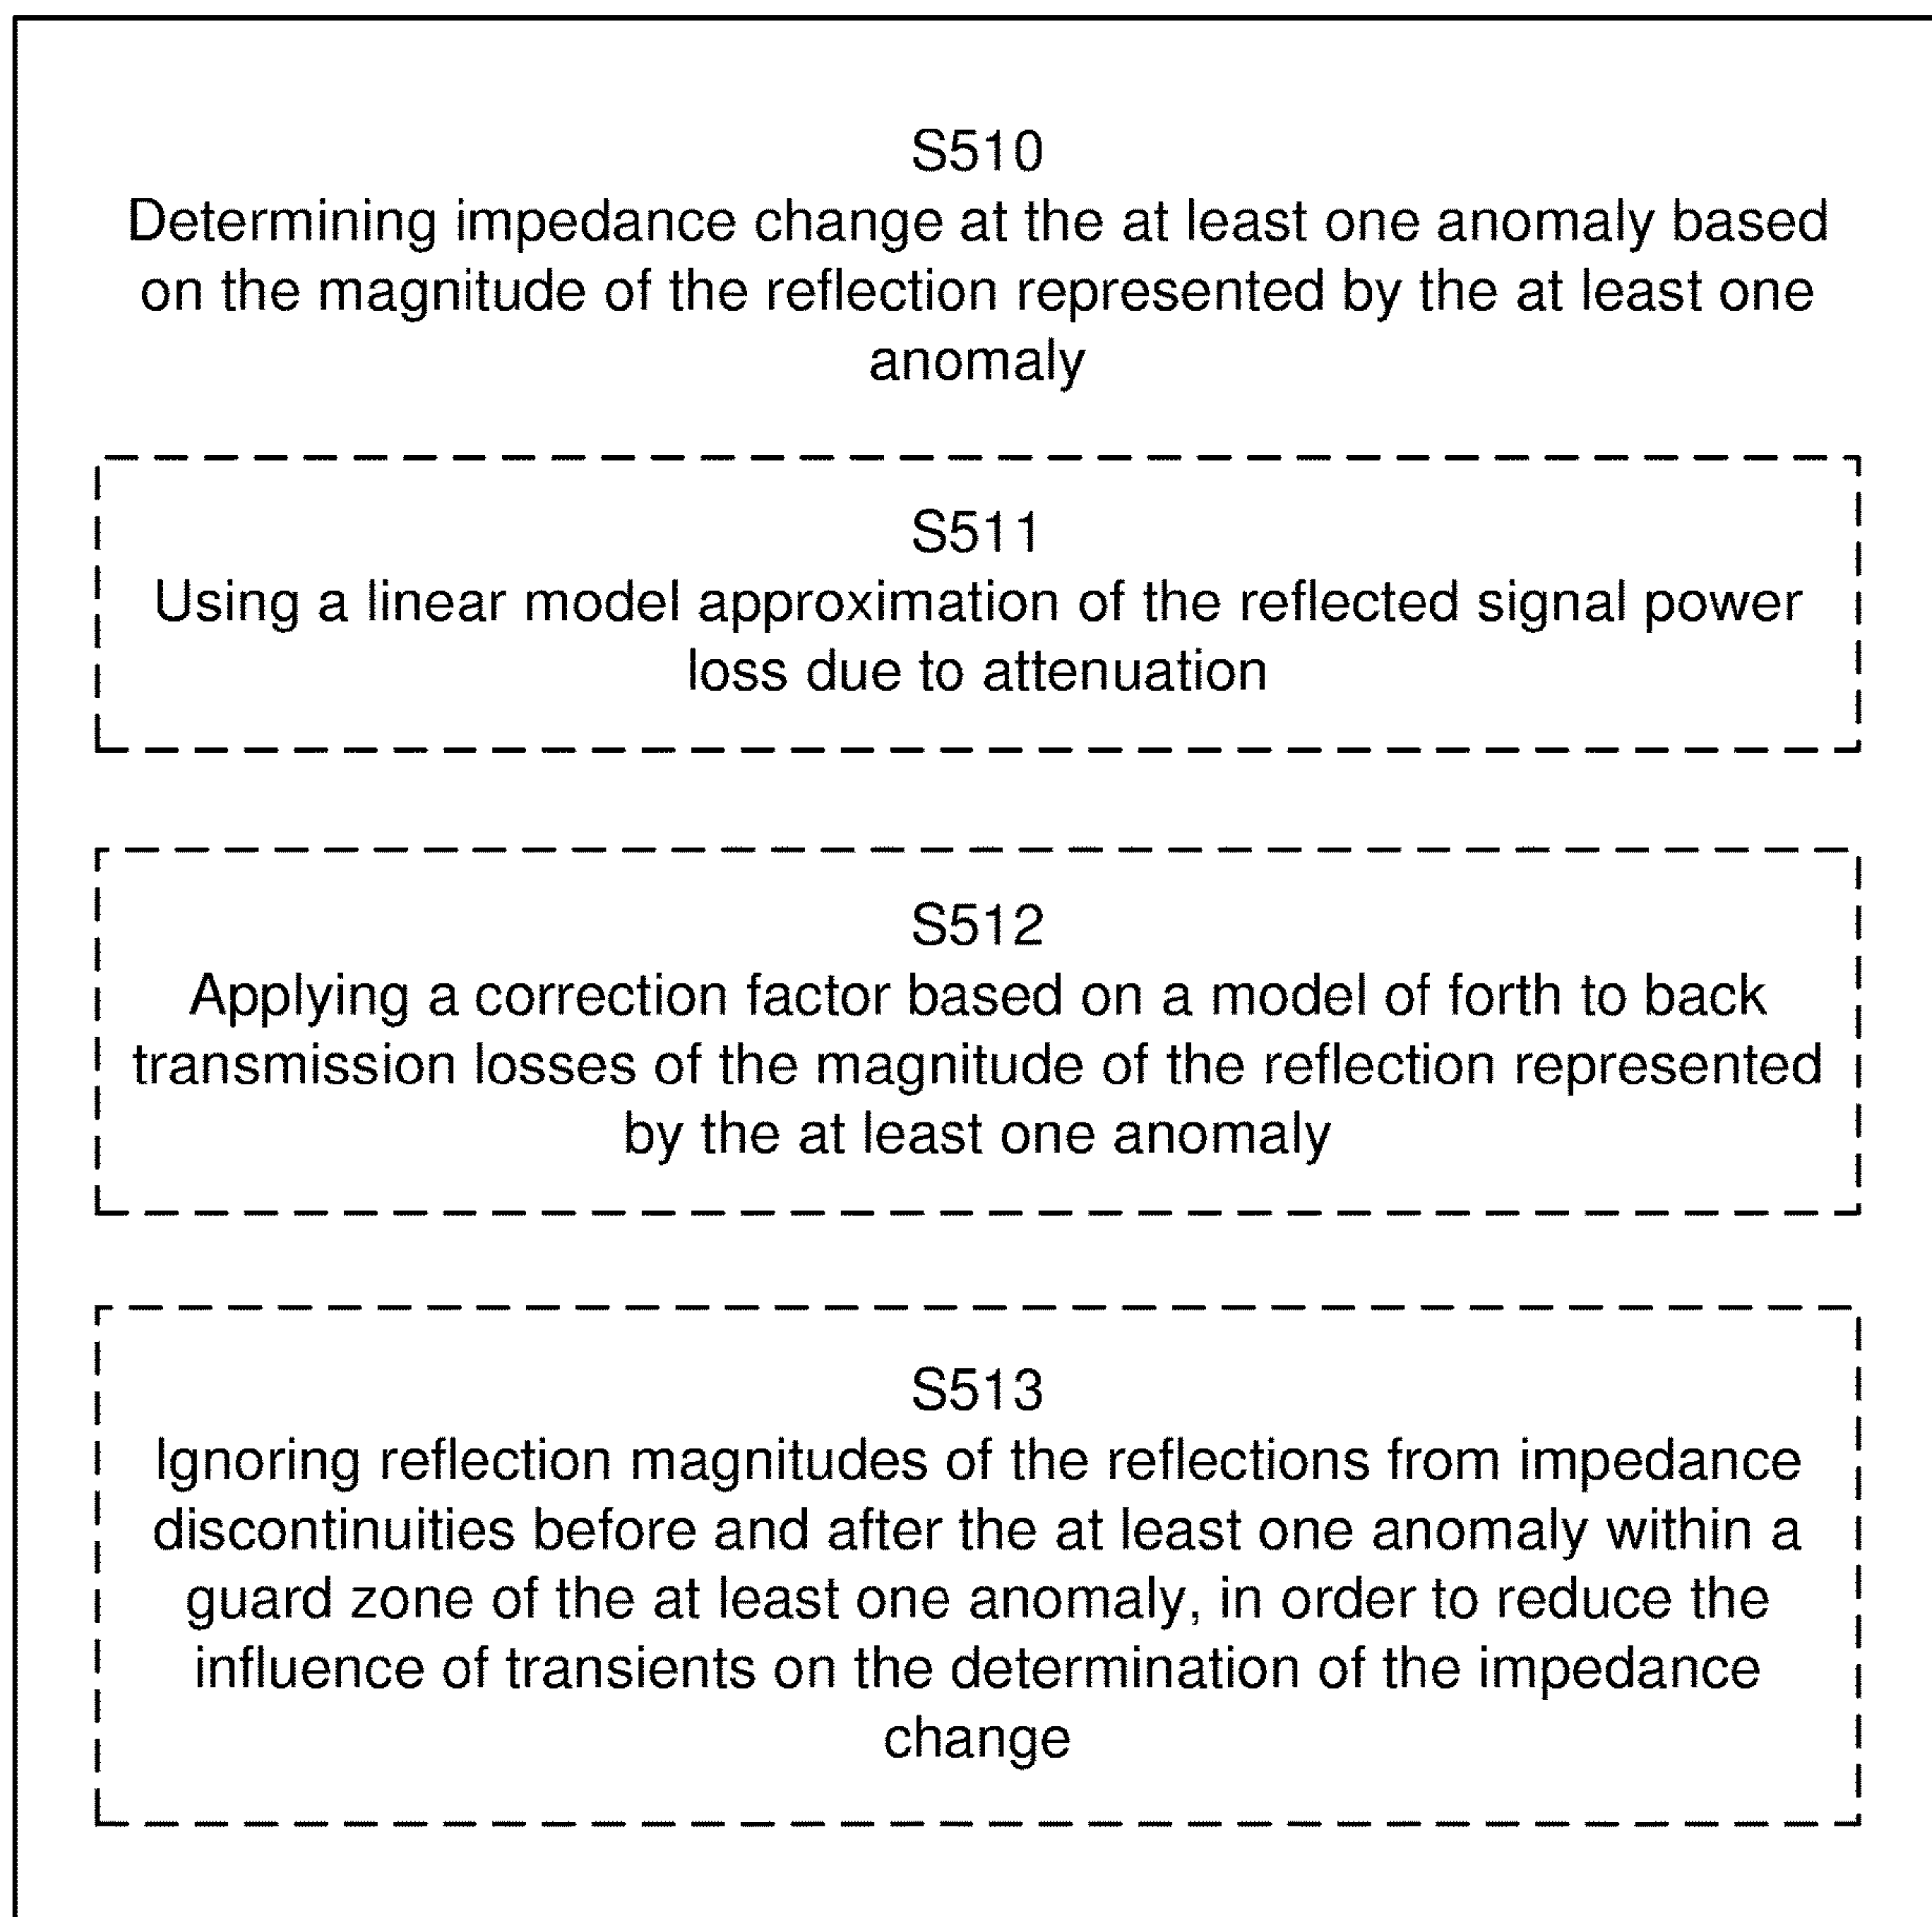 S510
Determining impedance change at the at least one anomaly based
on the magnitude of the reflection represented by the at least one
anomaly
S511
Using a linear model approximation of the reflected signal power
loss due to attenuation
S512
Applying a correction factor based on a model of forth to back
transmission losses of the magnitude of the reflection represented
by the at least one anomaly
S513
Ignoring reflection magnitudes of the reflections from impedance
discontinuities before and after the at least one anomaly within a
guard zone of the at least one anomaly, in order to reduce the
influence of transients on the determination of the impedance
change